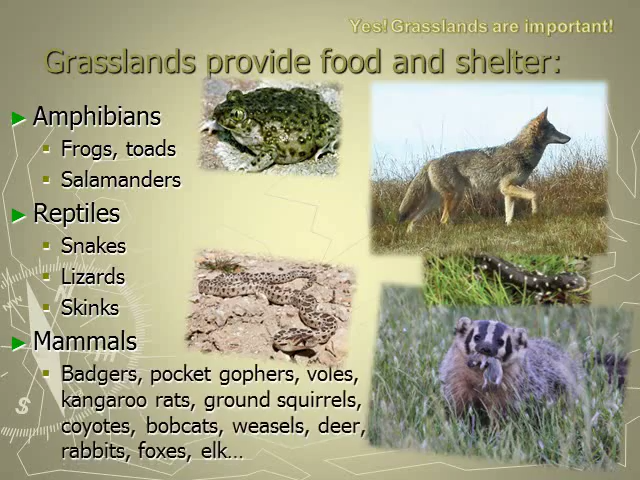 Yes! Grasslands are important!
Grasslands provide food and shelter:
Amphibians
Frogs, toads
Salamanders
Reptiles
Snakes
Lizards
Skinks
Mammals
Badgers, pocket gophers, voles,
kangaroo rats, ground squirrels,
coyotes, bobcats, weasels, deer,
rabbits, foxes, elk…
NW
S